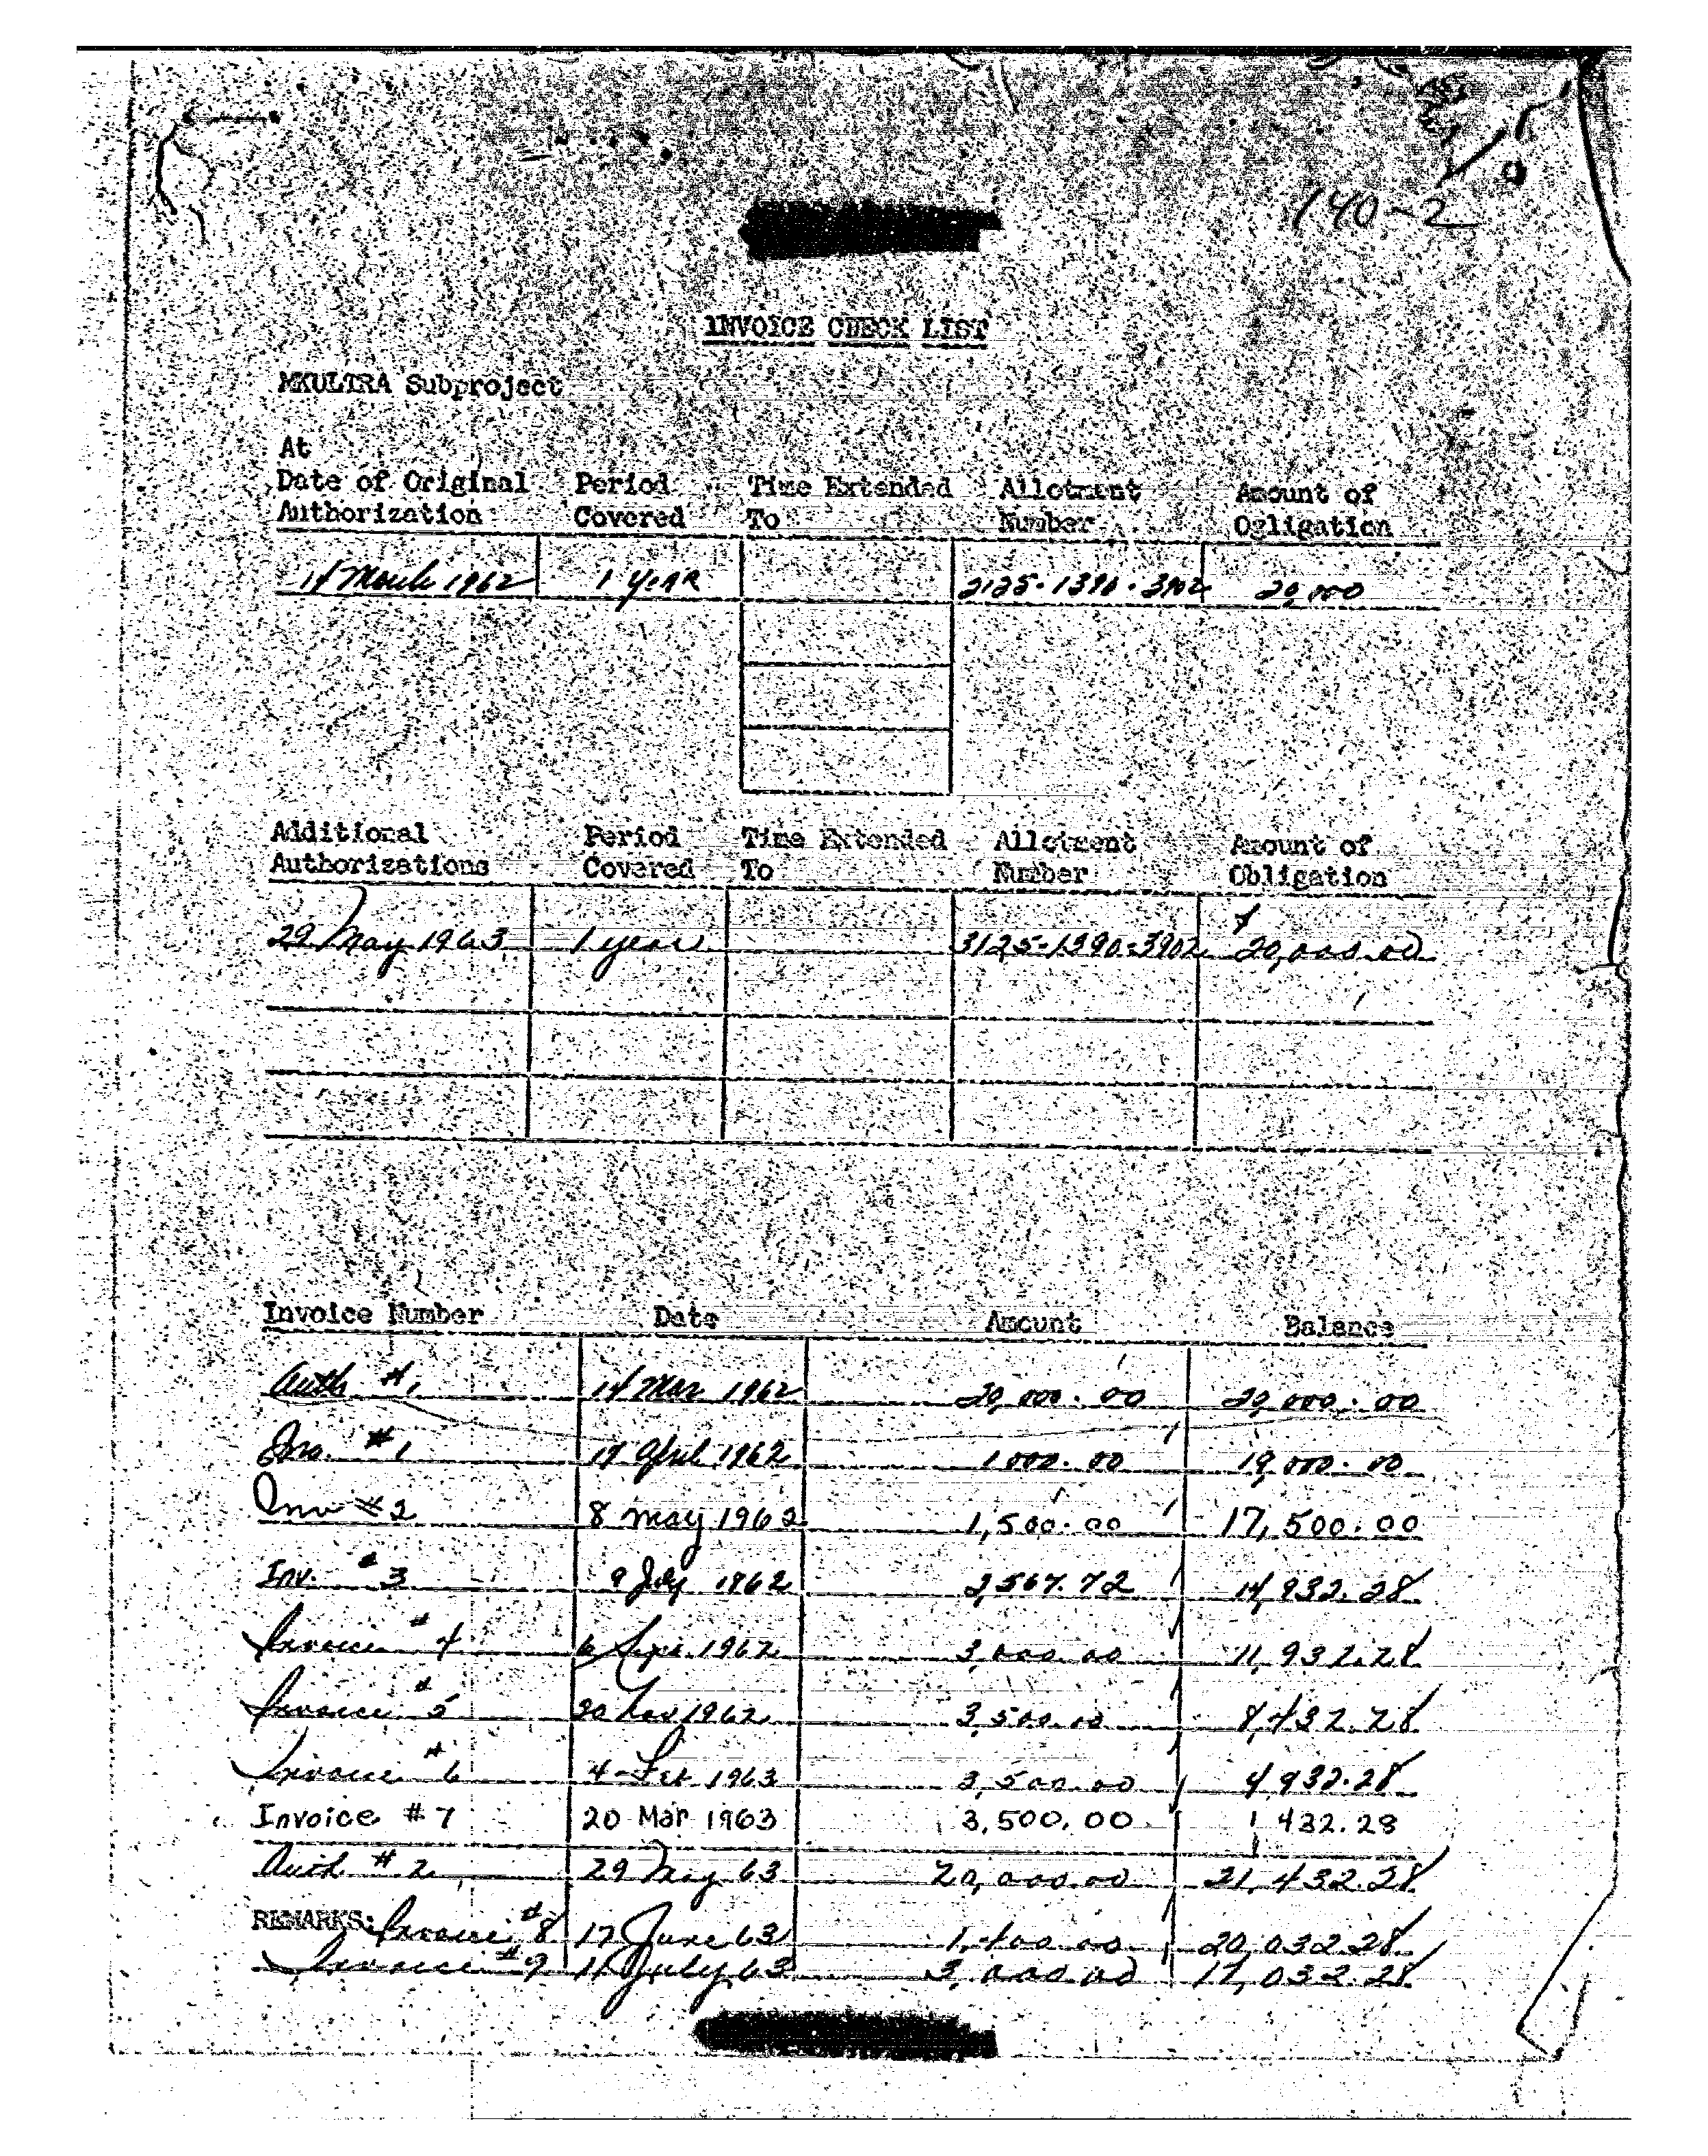 140-2
INVOICE CHECK LIST
MKULTRA Subproject
At
Date of Original Authorization Period Covered Time Extended To Allotment Number Amount of Ogligation
14 March 1962 1 year 2125-1390-3902 20,000
Additional Authorizations Period Covered Time Extended To Allotment Number Amount of Obligation
29 May 1963 1 year 3125-1390-3902 20,000.00
Invoice Number Date Amount Balance
Auth #1 14 Mar 1962 20,000.00 20,000.00
Inv. #1 April 1962 1000.00 19,000.00
Inv #2 8 May 1962 1,500.00 17,500.00
Inv. #3 9 July 1962 2567.72 14,932.28
Invoice #4 6 Sept 1962 3,000.00 11,932.28
Invoice #5 20 Nov 1962 3,500.00 8,432.28
Invoice #6 4 Feb 1963 3,500.00 4,932.28
Invoice #7 20 Mar 1963 3,500.00 1 432.28
Auth #2 29 May 63 20,000.00 21,432.28
REMARKS: Invoice #8 17 June 63 1,400.00 20,032.28
Invoice #9 11 July 63 3,000.00 17,032.28